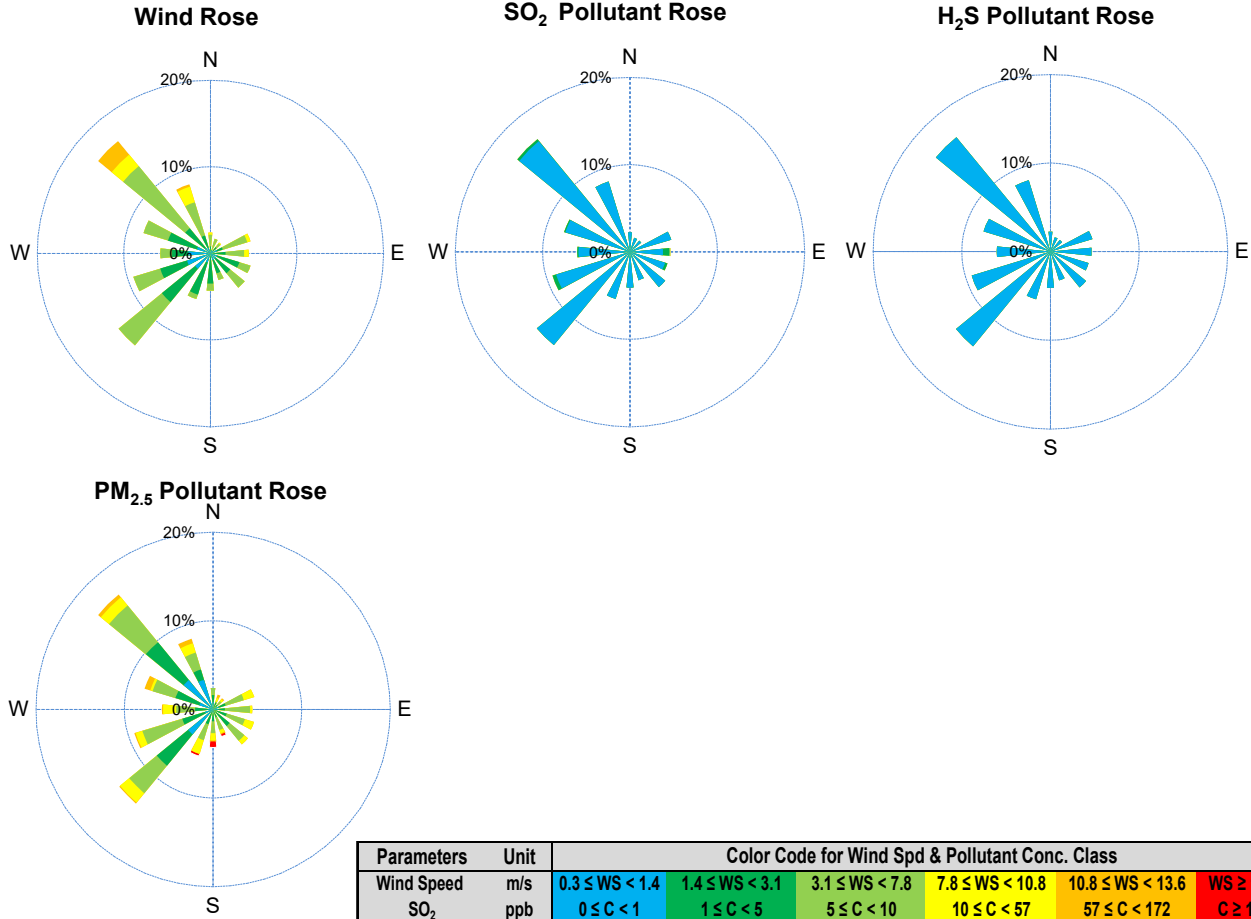 Wind Rose
SO2 Pollutant Rose
H2S Pollutant Rose
N
20%
10%
W
0%
E
S
N
20%
10%
W
0%
E
S
N
20%
10%
W
0%
E
S
PM2.5 Pollutant Rose
N
20%
10%
W
0%
E
S
Parameters Unit Color Code for Wind Spd & Pollutant Conc. Class
Wind Speed m/s 0.3 ≤ WS < 1.4 1.4 ≤ WS < 3.1 3.1 ≤ WS < 7.8 7.8 ≤ WS < 10.8 10.8 ≤ WS < 13.6 WS ≥
SO2 ppb 0 ≤ C < 1 1 ≤ C < 5 5 ≤ C < 10 10 ≤ C < 57 57 ≤ C < 172 C ≥